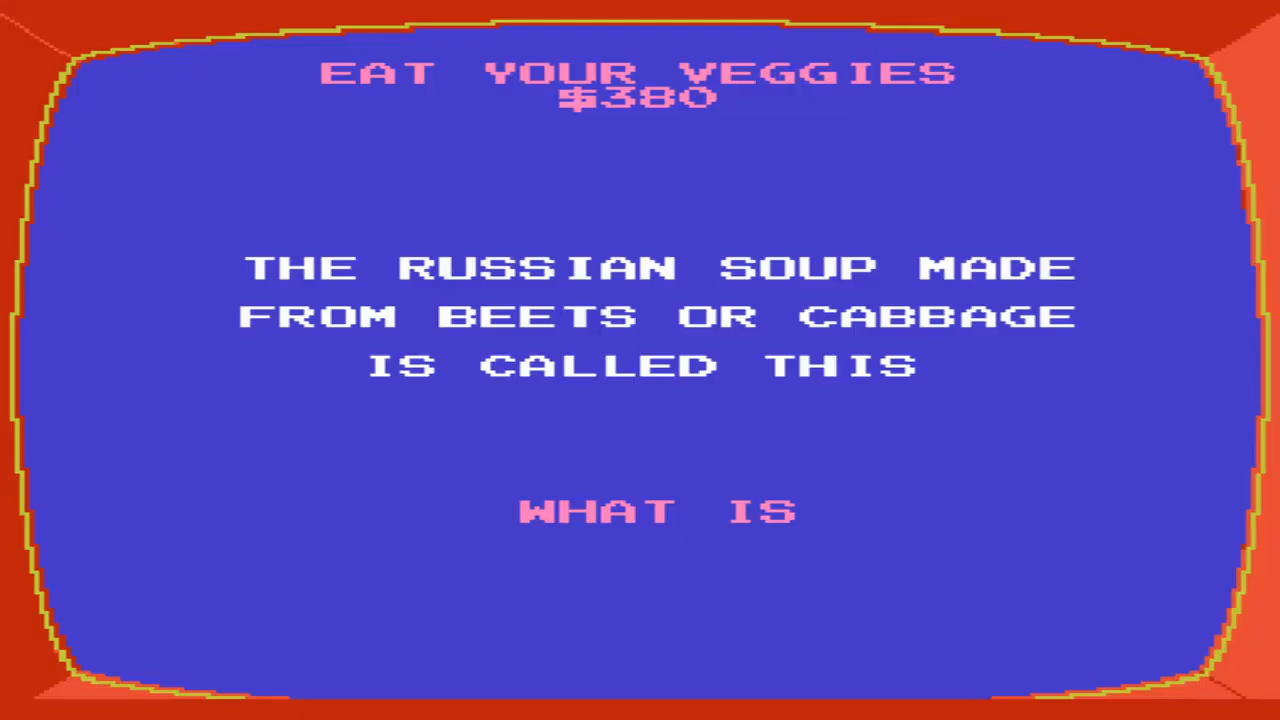 EAT YOUR VEGGIES
$380
THE RUSSIAN SOUP MADE
FROM BEETS OR CABBAGE
IS CALLED THIS
WHAT IS